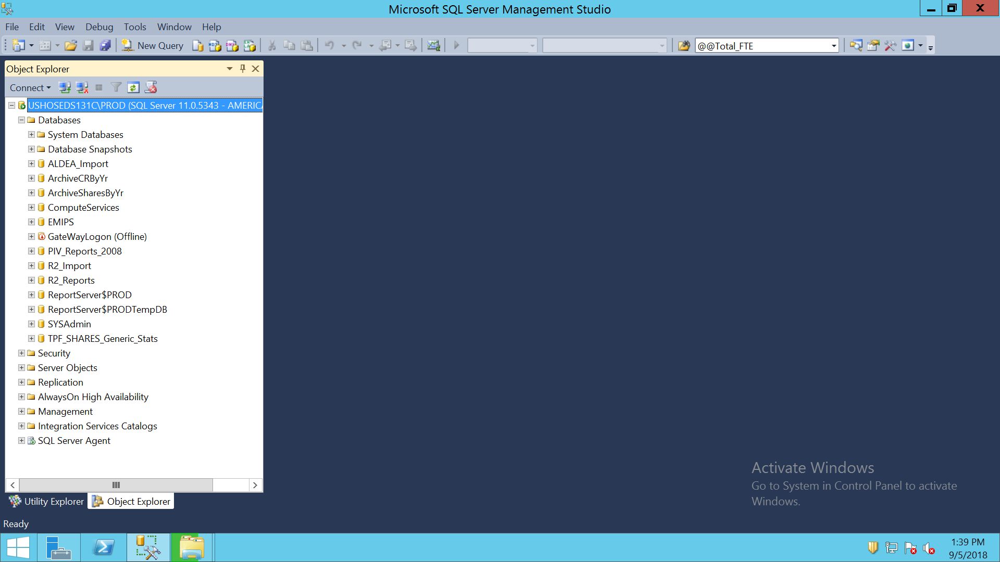 Microsoft SQL Server Management Studio
File Edit View Debug Tools Window Help
New Query @@Total_FTE
Object Explorer
Connect
USHOSEDS131C\PROD (SQL Server 11.0.5343 - AMERICA
Databases
System Databases
Database Snapshots
ALDEA_Import
ArchiveCRByYr
ArchiveSharesByYr
ComputeServices
EMIPS
GateWayLogon (Offline)
PIV_Reports_2008
R2_Import
R2_Reports
ReportServer$PROD
ReportServer$PRODTempDB
SYSAdmin
TPF_SHARES_Generic_Stats
Security
Server Objects
Replication
AlwaysOn High Availability
Management
Integration Services Catalogs
SQL Server Agent
Activate Windows
Go to System in Control Panel to activate
Windows.
Utility Explorer Object Explorer
Ready
1:39 PM
9/5/2018